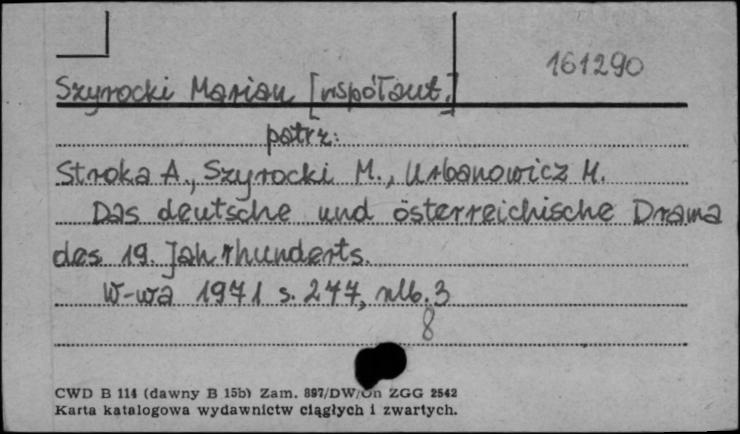 161290
Szyrocki Marian [współaut.]
patrz:
Stroka A., Szyrocki M., Urbanowicz M.
Das deutsche und österreichische Drama
des 19. Jahrhunderts.
W-wa 1971 s. 277, nlb. 3
8
CWD B 114 (dawny B 15b) Zam. 897/DW/On ZGG 2542
Karta katalogowa wydawnictw ciągłych i zwartych.